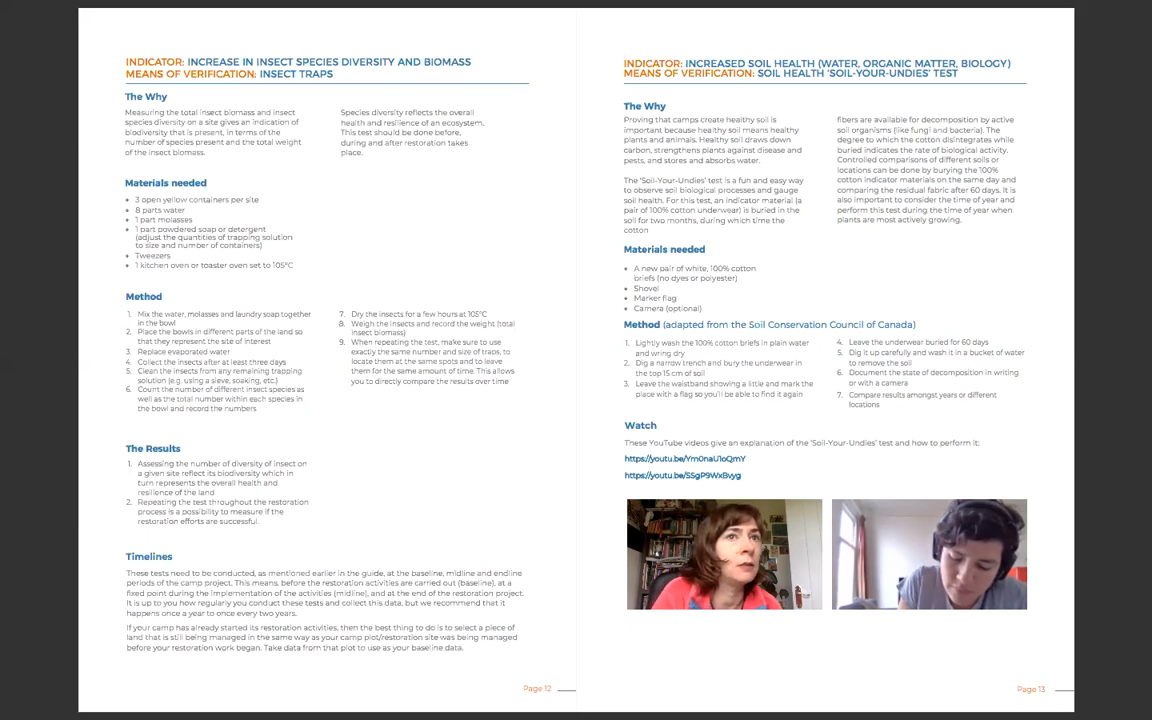 INDICATOR: INCREASE IN INSECT SPECIES DIVERSITY AND BIOMASS
MEANS OF VERIFICATION: INSECT TRAPS
The Why
Measuring the total insect biomass and insect
species diversity on a site gives an indication of
biodiversity that is present, in terms of the
number of species present and the total weight
of the insect biomass.
Species diversity reflects the overall
health and resilience of an ecosystem.
This test should be done before,
during and after restoration takes
place.
Materials needed
• 3 open yellow containers per site
• 8 parts water
• 1 part molasses
• 1 part powdered soap or detergent
(adjust the quantities of trapping solution
to size and number of containers)
• Tweezers
• 1 kitchen oven or toaster oven set to 105°C
Method
1. Mix the water, molasses and laundry soap together
in the bowl
2. Place the bowls in different parts of the land so
that they represent the site of interest
3. Replace evaporated water
4. Collect the insects after at least three days
5. Clean the insects from any remaining trapping
solution (e.g. using a sieve, soaking, etc.)
6. Count the number of different insect species as
well as the total number within each species in
the bowl and record the numbers
7. Dry the insects for a few hours at 105°C
8. Weigh the insects and record the weight (total
insect biomass)
9. When repeating the test, make sure to use
exactly the same number and size of traps, to
locate them at the same spots and to leave
them for the same amount of time. This allows
you to directly compare the results over time
The Results
1. Assessing the number of diversity of insect on
a given site reflect its biodiversity which in
turn represents the overall health and
resilience of the land
2. Repeating the test throughout the restoration
process is a possibility to measure if the
restoration efforts are successful.
Timelines
These tests need to be conducted, as mentioned earlier in the guide, at the baseline, midline and endline
periods of the camp project. This means, before the restoration activities are carried out (baseline), at a
fixed point during the implementation of the activities (midline), and at the end of the restoration project.
It is up to you how regularly you conduct these tests and collect this data, but we recommend that it
happens once a year to once every two years.
If your camp has already started its restoration activities, then the best thing to do is to select a piece of
land that is still being managed in the same way as your camp plot/restoration site was being managed
before your restoration work began. Take data from that plot to use as your baseline data.
Page 12
INDICATOR: INCREASED SOIL HEALTH (WATER, ORGANIC MATTER, BIOLOGY)
MEANS OF VERIFICATION: SOIL HEALTH 'SOIL-YOUR-UNDIES' TEST
The Why
Proving that camps create healthy soil is
important because healthy soil means healthy
plants and animals. Healthy soil draws down
carbon, strengthens plants against disease and
pests, and stores and absorbs water.
The 'Soil-Your-Undies' test is a fun and easy way
to observe soil biological processes and gauge
soil health. For this test, an indicator material (a
pair of 100% cotton underwear) is buried in the
soil for two months, during which time the
cotton
fibers are available for decomposition by active
soil organisms (like fungi and bacteria). The
degree to which the cotton disintegrates while
buried indicates the rate of biological activity.
Controlled comparisons of different soils or
locations can be done by burying the 100%
cotton indicator materials on the same day and
comparing the residual fabric after 60 days. It is
also important to consider the time of year and
perform this test during the time of year when
plants are most actively growing.
Materials needed
• A new pair of white, 100% cotton
briefs (no dyes or polyester)
• Shovel
• Marker flag
• Camera (optional)
Method (adapted from the Soil Conservation Council of Canada)
1. Lightly wash the 100% cotton briefs in plain water
and wring dry
2. Dig a narrow trench and bury the underwear in
the top 15 cm of soil
3. Leave the waistband showing a little and mark the
place with a flag so you'll be able to find it again
4. Leave the underwear buried for 60 days
5. Dig it up carefully and wash it in a bucket of water
to remove the soil
6. Document the state of decomposition in writing
or with a camera
7. Compare results amongst years or different
locations
Watch
These YouTube videos give an explanation of the 'Soil-Your-Undies' test and how to perform it:
https://youtu.be/Ym0naU1oQmY
https://youtu.be/SSgP9WxBvyg
Page 13